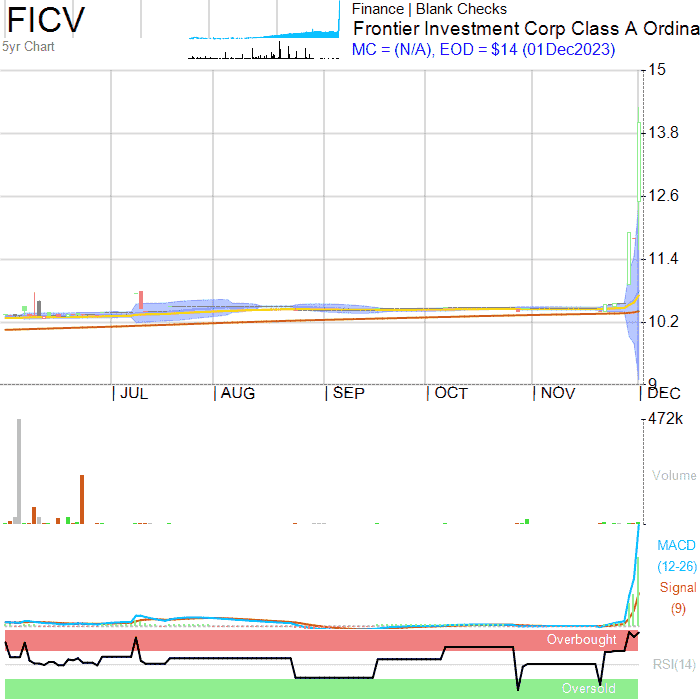 FICV
5yr Chart
Finance | Blank Checks
Frontier Investment Corp Class A Ordina
MC = (N/A), EOD = $14 (01Dec2023)
15
13.8
12.6
11.4
10.2
9
JUL AUG SEP OCT NOV DEC
472k
Volume
MACD
(12-26)
Signal
(9)
Overbought
RSI(14)
Oversold